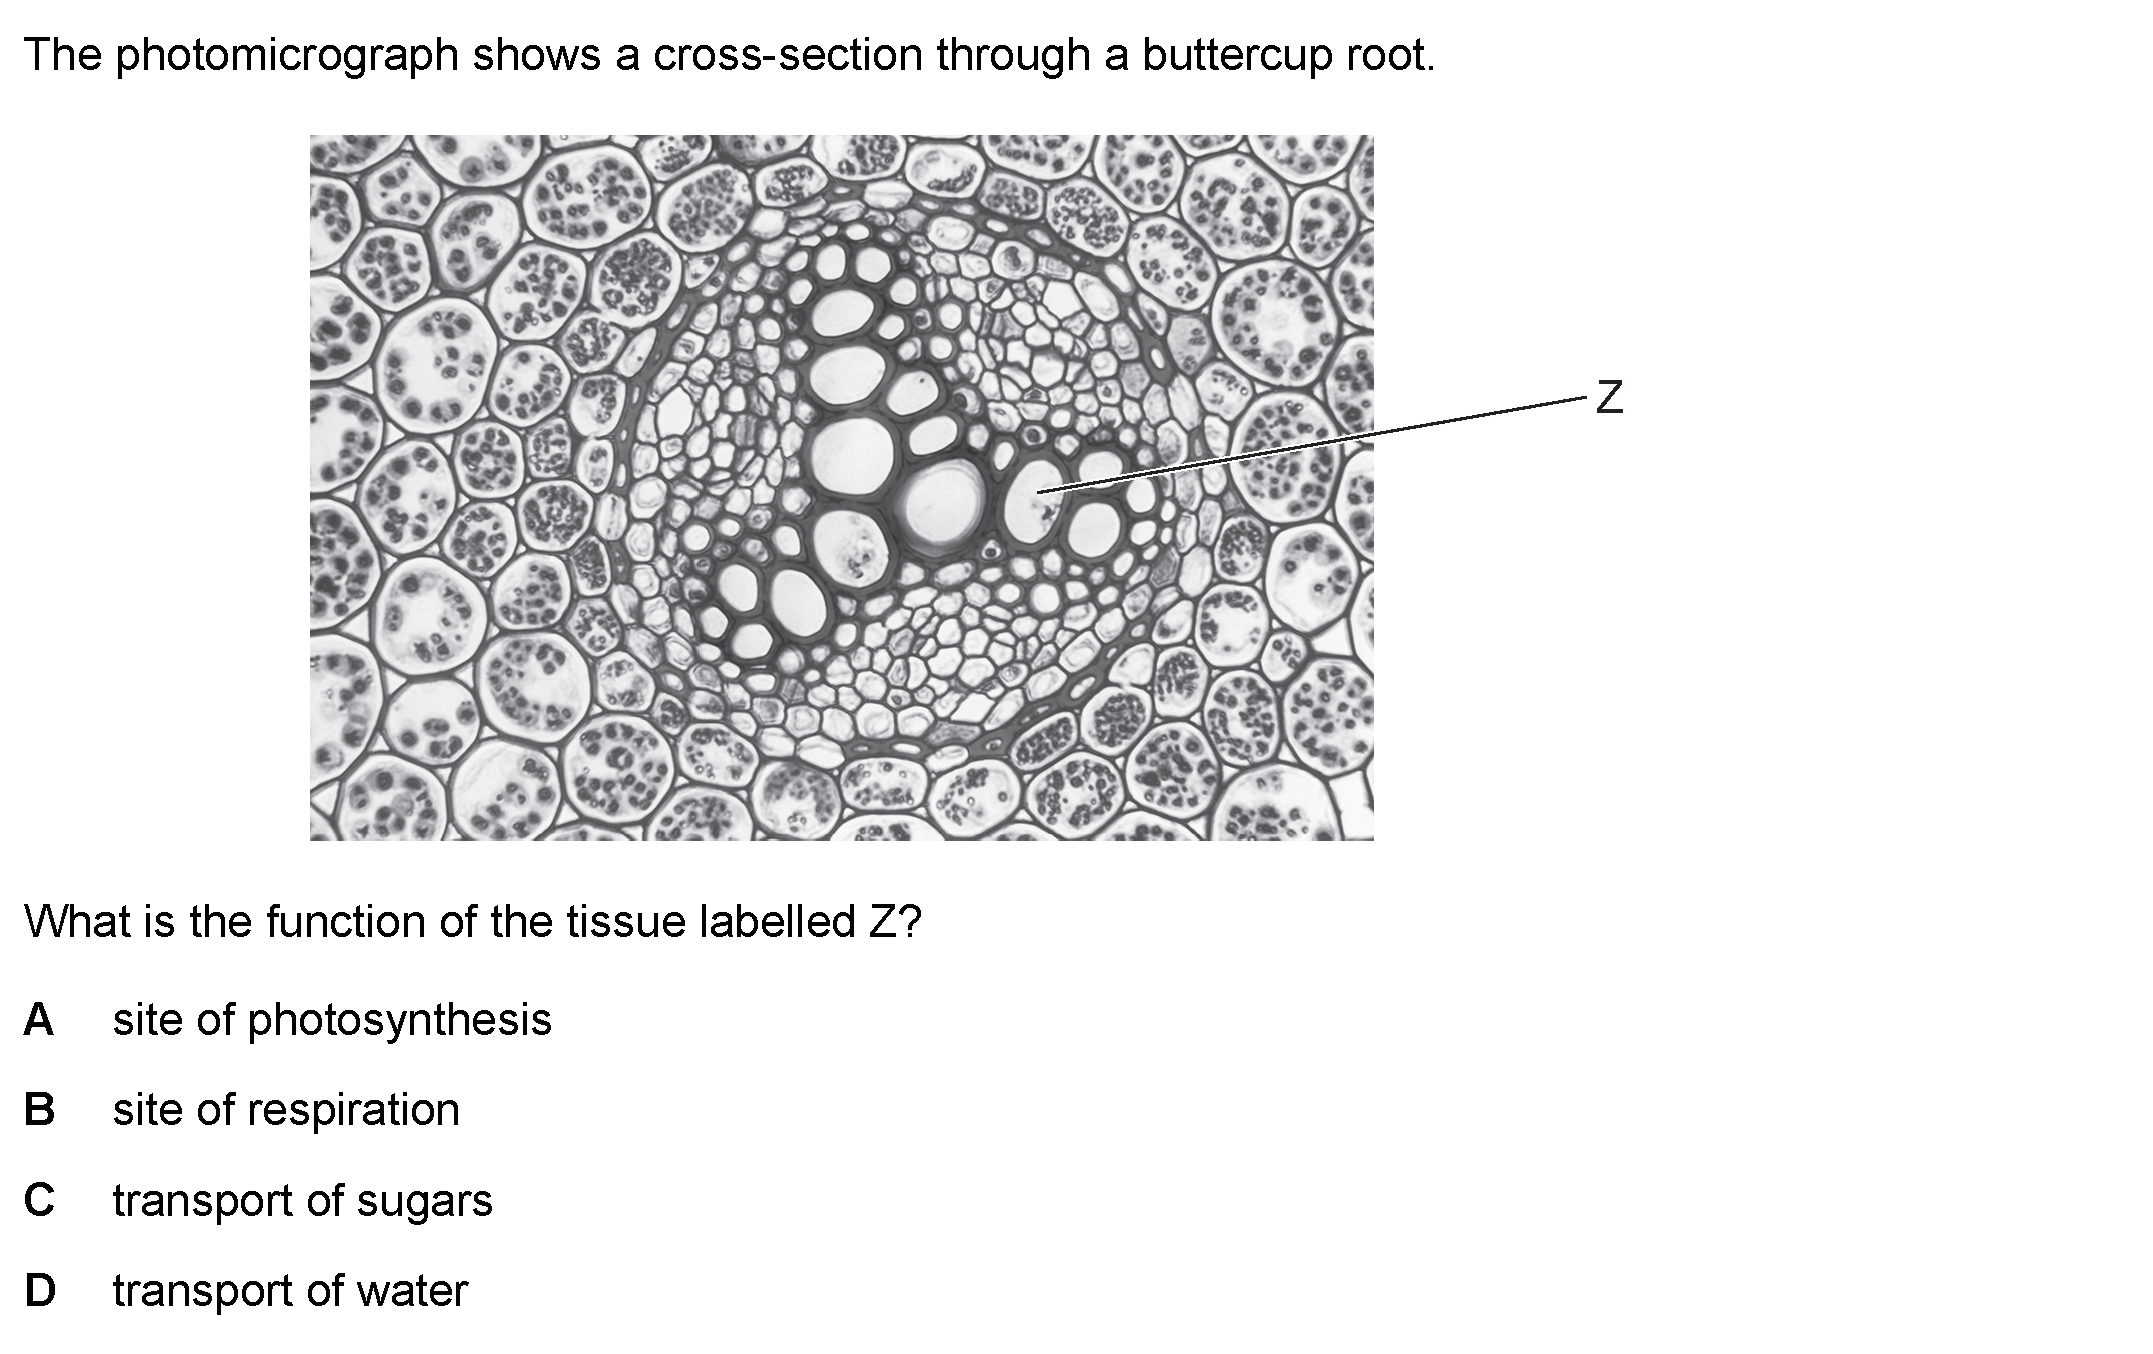 The photomicrograph shows a cross-section through a buttercup root.
Z
What is the function of the tissue labelled Z?
A site of photosynthesis
B site of respiration
C transport of sugars
D transport of water